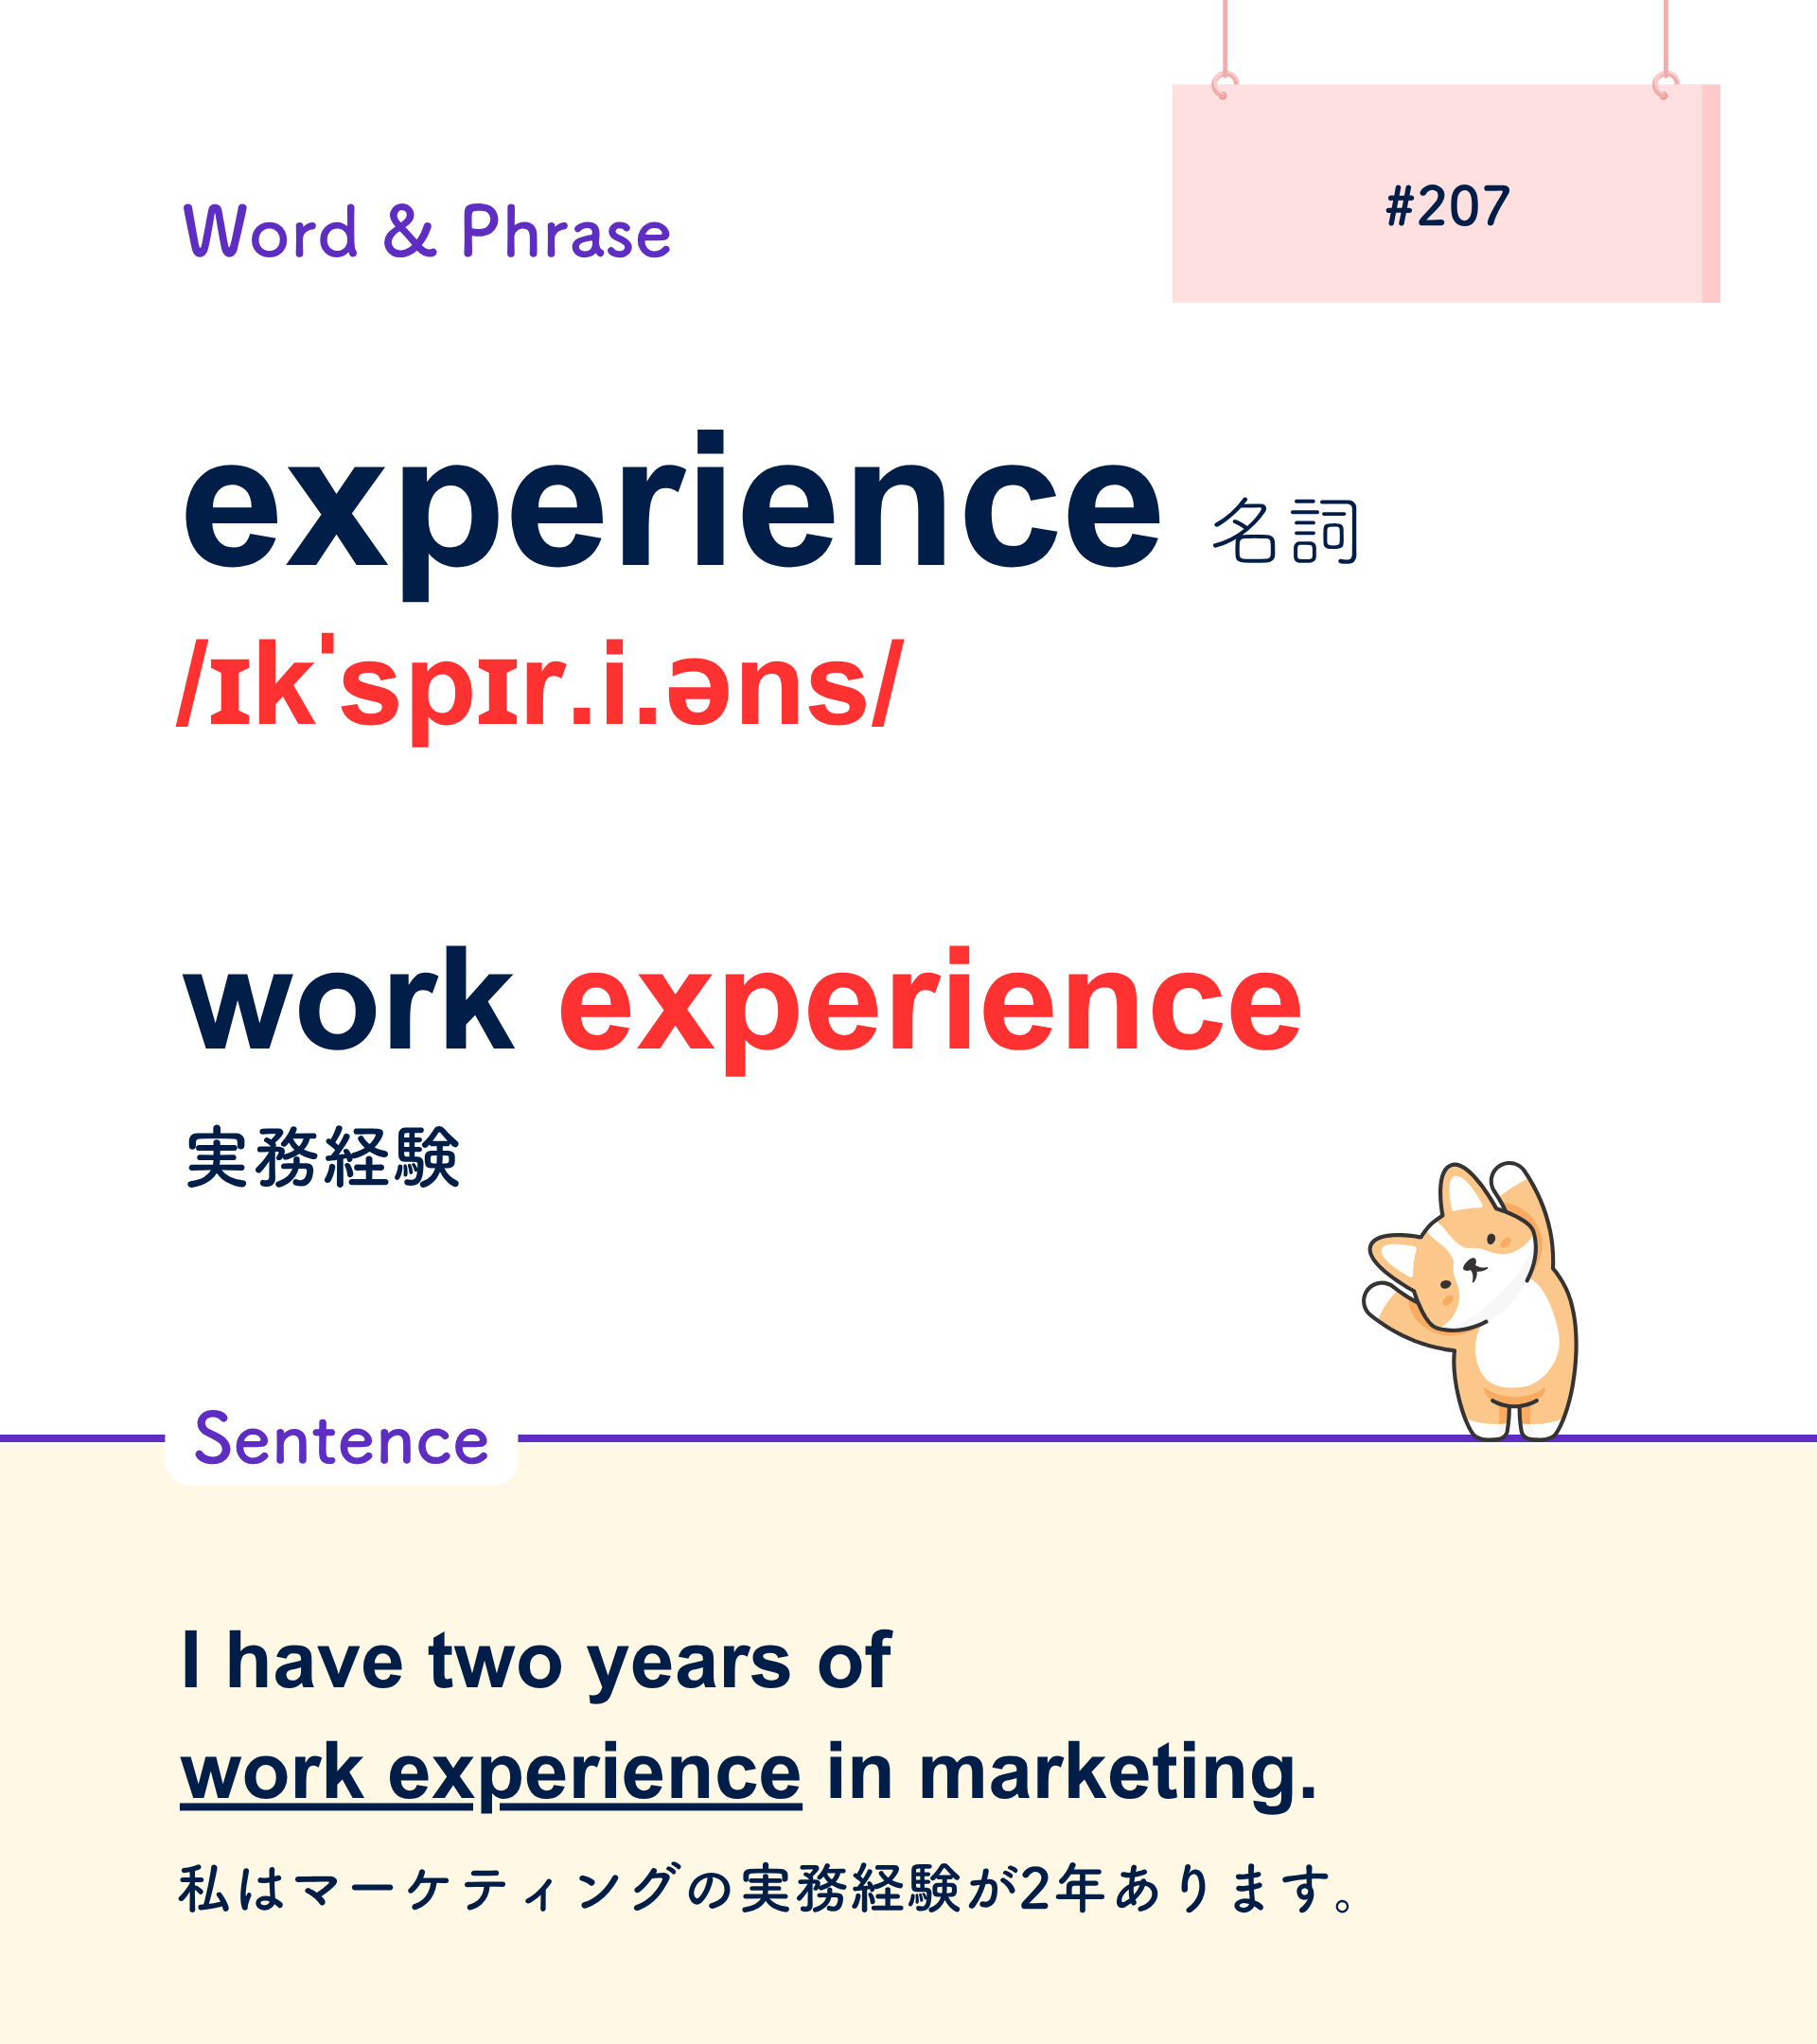 #207
Word & Phrase
experience 名詞
/ɪkˈspɪr.i.əns/
work experience
実務経験
Sentence
I have two years of
work experience in marketing.
私はマーケティングの実務経験が2年あります。